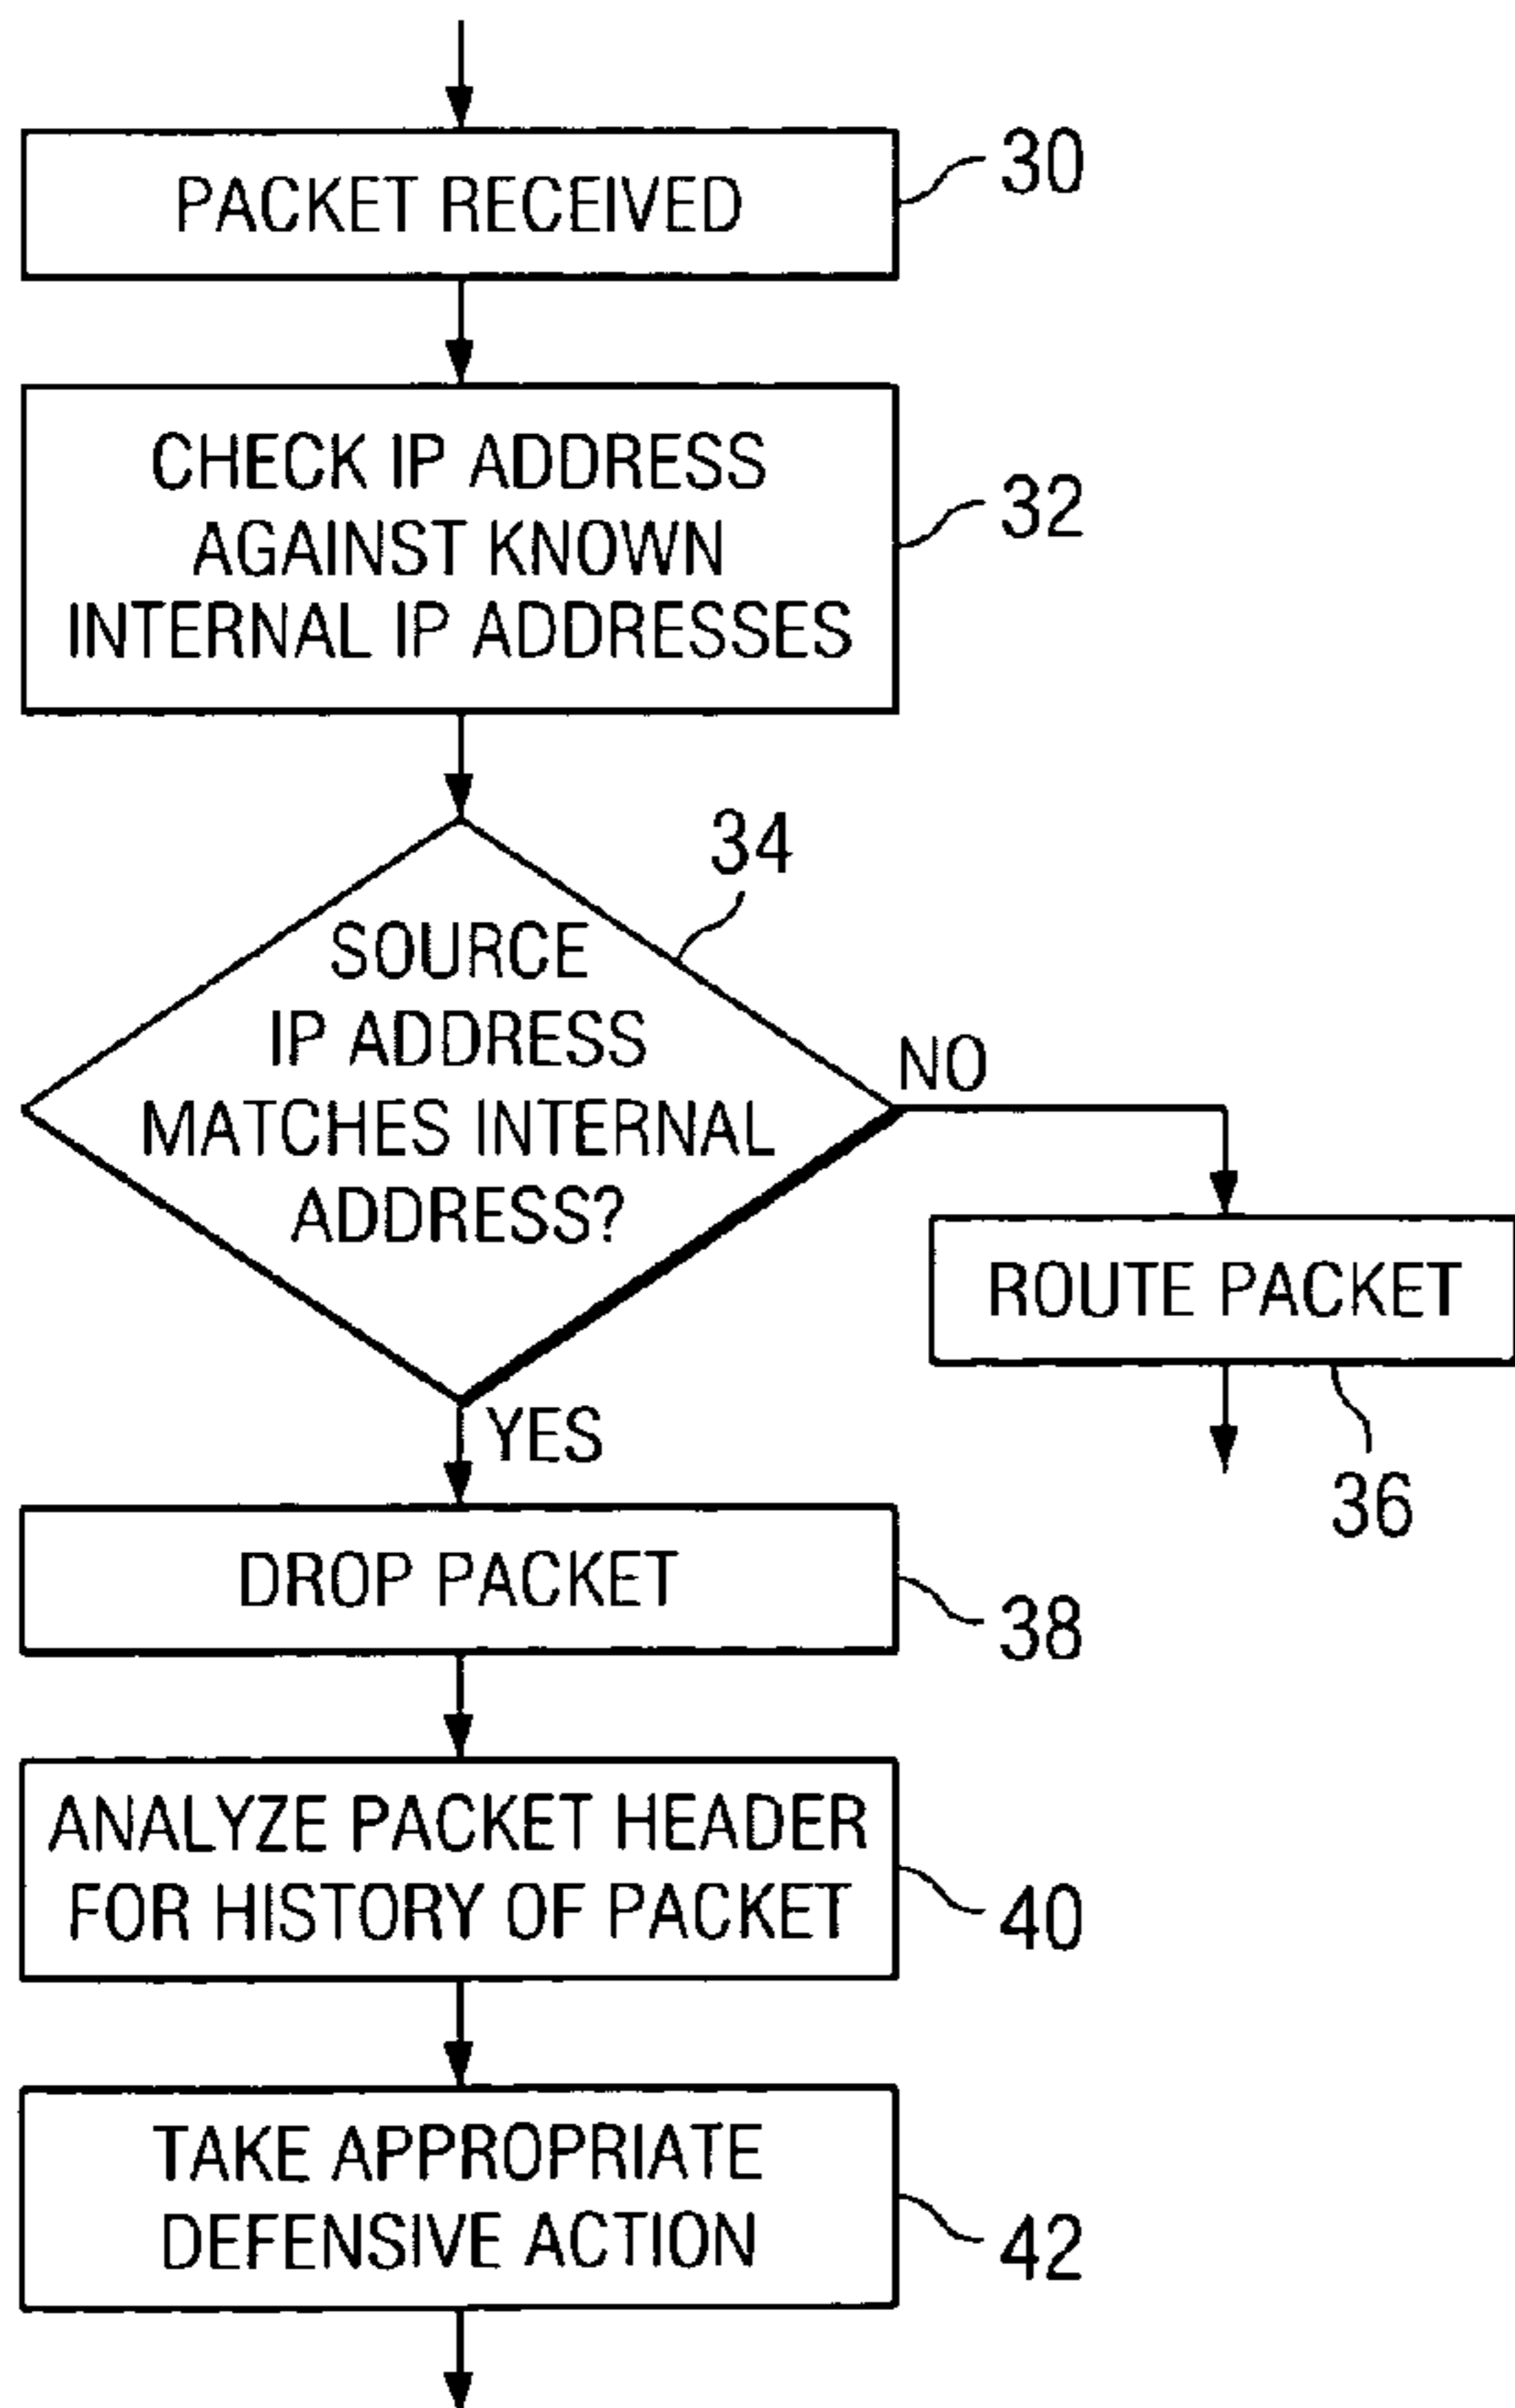 PACKET RECEIVED
30
CHECK IP ADDRESS
AGAINST KNOWN
INTERNAL IP ADDRESSES
32
34
SOURCE
IP ADDRESS
MATCHES INTERNAL
ADDRESS?
NO
ROUTE PACKET
36
YES
DROP PACKET
38
ANALYZE PACKET HEADER
FOR HISTORY OF PACKET
40
TAKE APPROPRIATE
DEFENSIVE ACTION
42